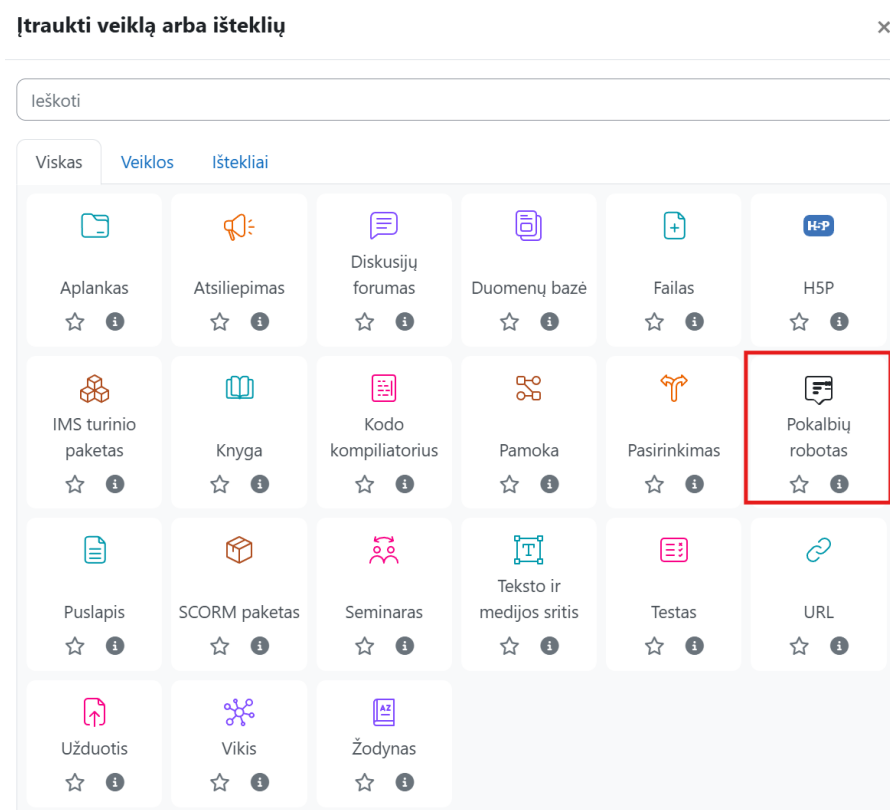 Įtraukti veiklą arba išteklių
×
Ieškoti
Viskas Veiklos Ištekliai
Aplankas
Atsiliepimas
Diskusijų
forumas
Duomenų bazė
Failas
H5P
H5P
IMS turinio
paketas
Knyga
Kodo
kompiliatorius
Pamoka
Pasirinkimas
Pokalbių
robotas
Puslapis
SCORM paketas
Seminaras
T
Teksto ir
medijos sritis
Testas
URL
Užduotis
Vikis
AZ
Žodynas